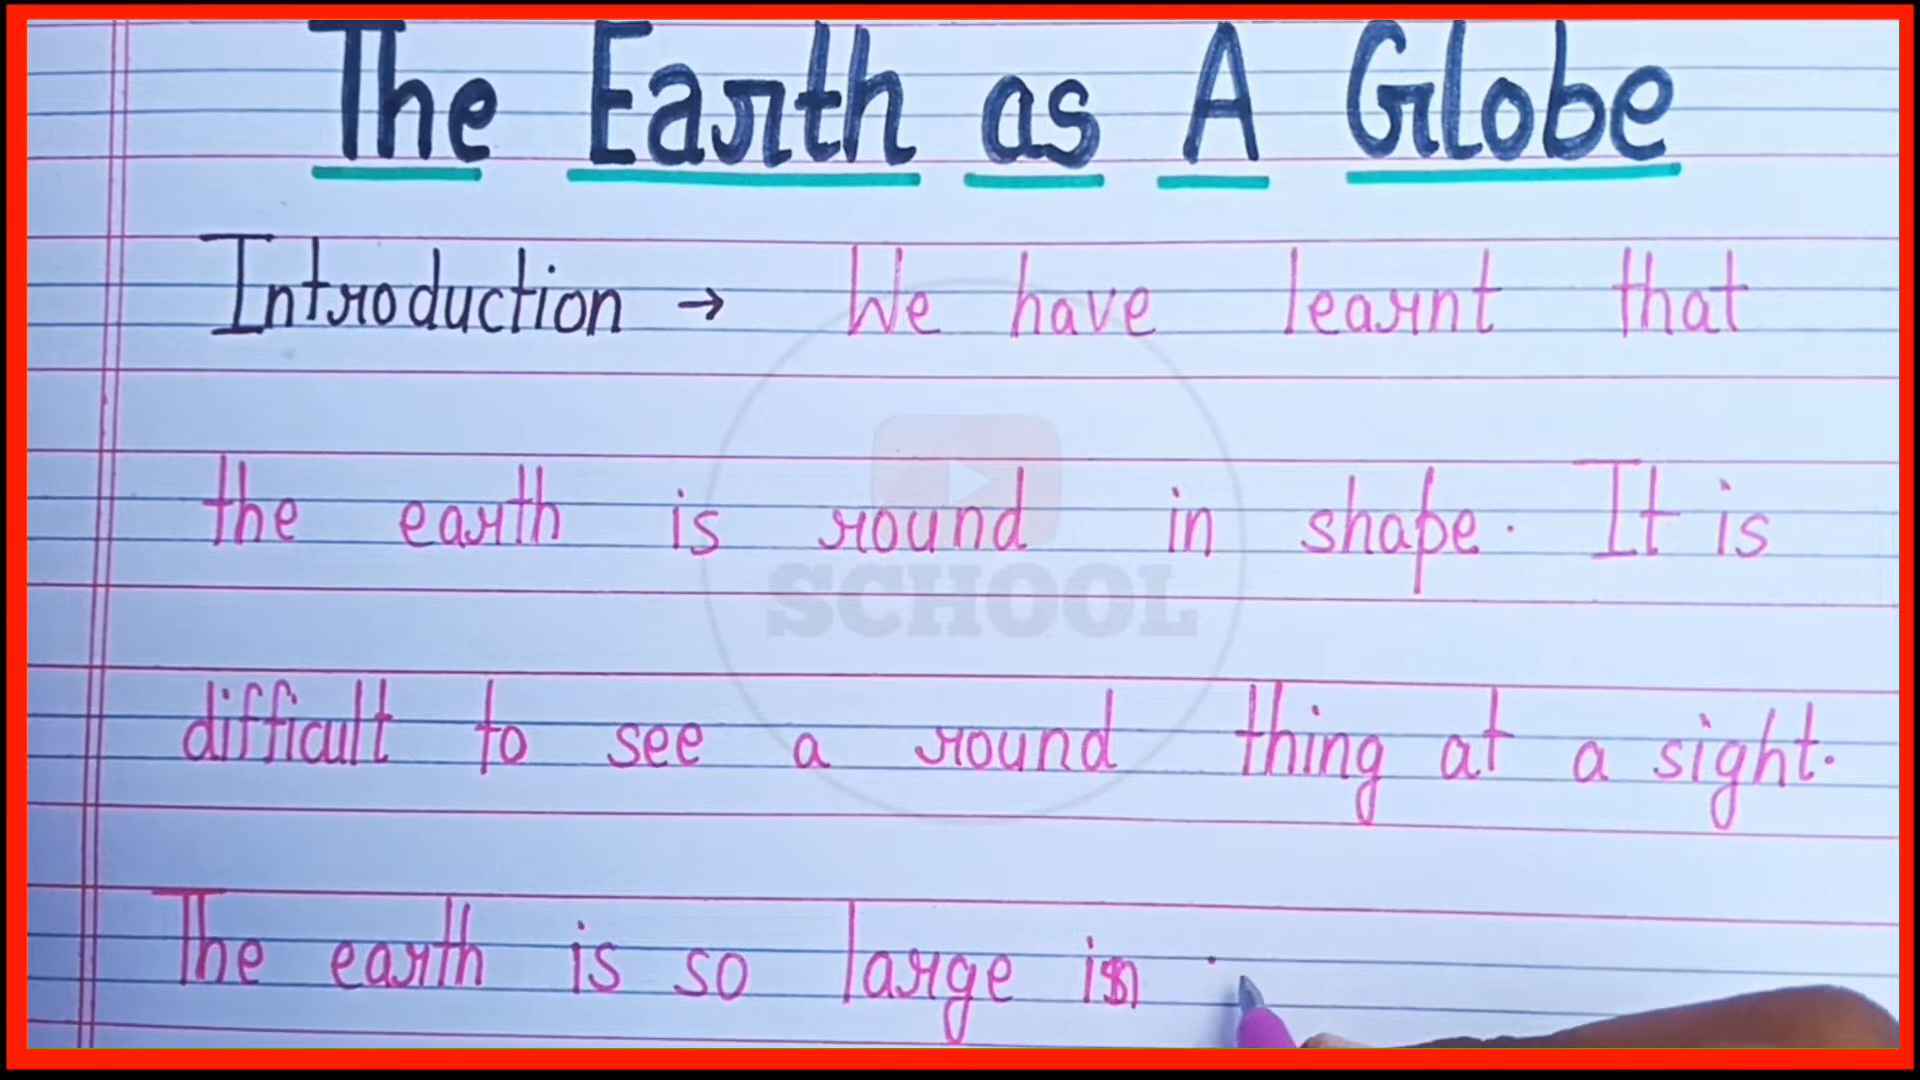 The Earth as A Globe
Introduction → We have learnt that
the earth is round in shape. It is
difficult to see a round thing at a sight.
The earth is so large in
SCHOOL